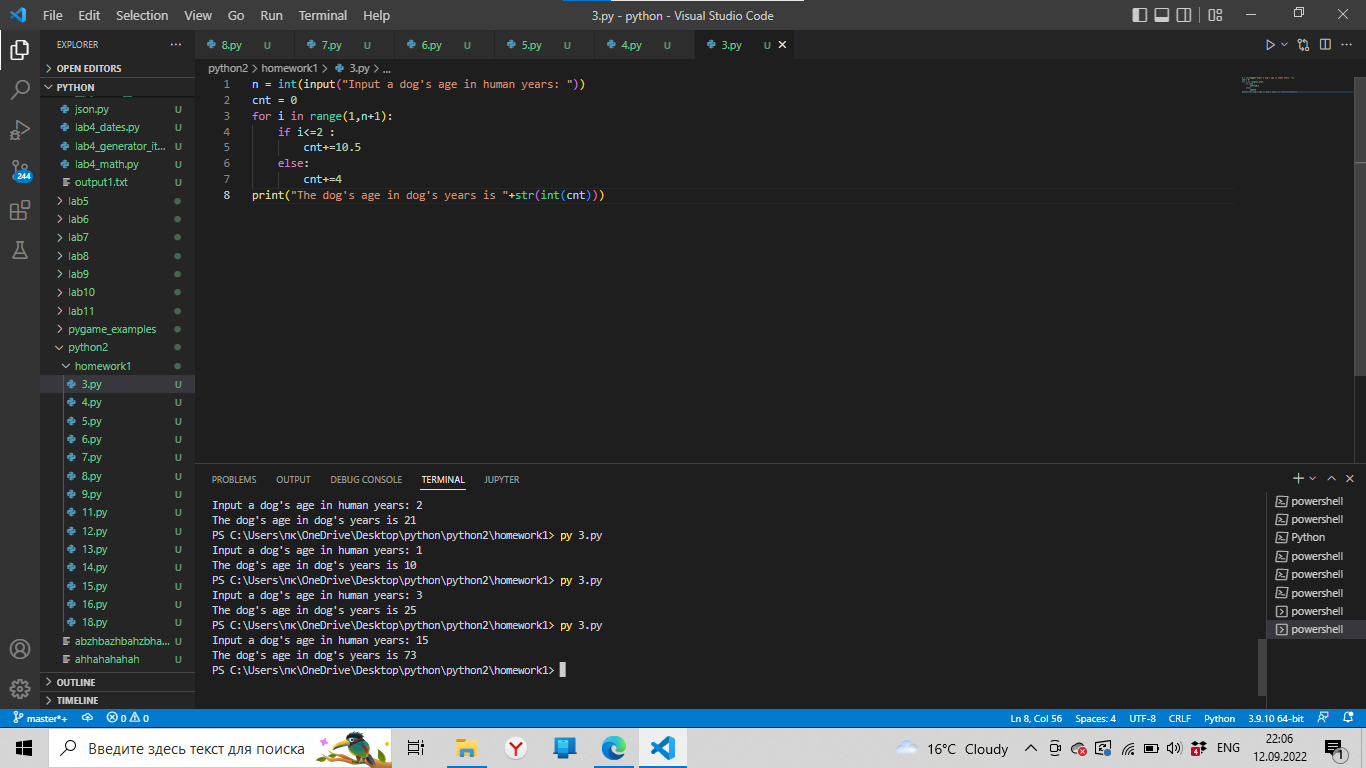 File Edit Selection View Go Run Terminal Help 3.py - python - Visual Studio Code
EXPLORER
OPEN EDITORS
PYTHON
json.py U
lab4_dates.py U
lab4_generator_it... U
lab4_math.py U
output1.txt U
lab5
lab6
lab7
lab8
lab9
lab10
lab11
pygame_examples
python2
homework1
3.py U
4.py U
5.py U
6.py U
7.py U
8.py U
9.py U
11.py U
12.py U
13.py U
14.py U
15.py U
16.py U
18.py U
abzhbazhbahzbha... U
ahhahahahah U
OUTLINE
TIMELINE
244
8.py U 7.py U 6.py U 5.py U 4.py U 3.py U
python2 > homework1 > 3.py > ...
1 n = int(input("Input a dog's age in human years: "))
2 cnt = 0
3 for i in range(1,n+1):
4 if i<=2 :
5 cnt+=10.5
6 else:
7 cnt+=4
8 print("The dog's age in dog's years is "+str(int(cnt)))
PROBLEMS OUTPUT DEBUG CONSOLE TERMINAL JUPYTER
Input a dog's age in human years: 2
The dog's age in dog's years is 21
PS C:\Users\пк\OneDrive\Desktop\python\python2\homework1> py 3.py
Input a dog's age in human years: 1
The dog's age in dog's years is 10
PS C:\Users\пк\OneDrive\Desktop\python\python2\homework1> py 3.py
Input a dog's age in human years: 3
The dog's age in dog's years is 25
PS C:\Users\пк\OneDrive\Desktop\python\python2\homework1> py 3.py
Input a dog's age in human years: 15
The dog's age in dog's years is 73
PS C:\Users\пк\OneDrive\Desktop\python\python2\homework1>
powershell
powershell
Python
powershell
powershell
powershell
powershell
powershell
master*+ 0 0 Ln 8, Col 56 Spaces: 4 UTF-8 CRLF Python 3.9.10 64-bit
Введите здесь текст для поиска 16°C Cloudy ENG 22:06
12.09.2022
1